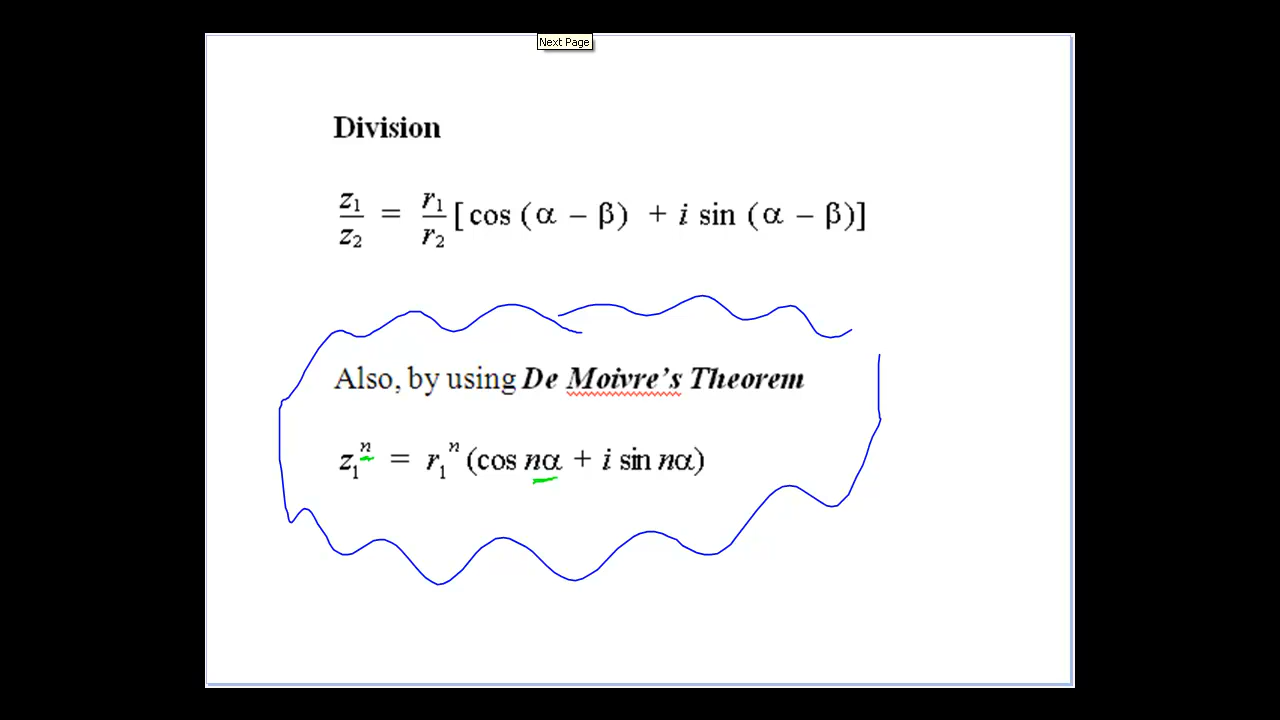 Next Page
Division
z₁/z₂ = r₁/r₂ [cos (α – β) + i sin (α – β)]
Also, by using De Moivre's Theorem
z₁ⁿ = r₁ⁿ (cos nα + i sin nα)